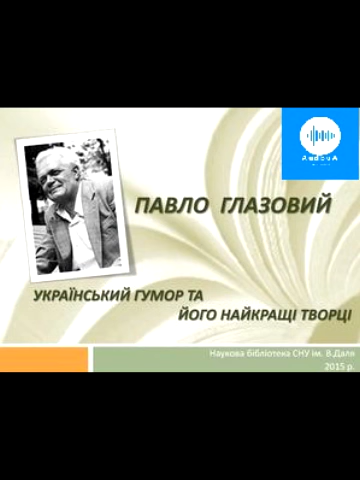 ПАВЛО ГЛАЗОВИЙ
УКРАЇНСЬКИЙ ГУМОР ТА
ЙОГО НАЙКРАЩІ ТВОРЦІ
Наукова бібліотека СНУ ім. В.Даля
2015 р.